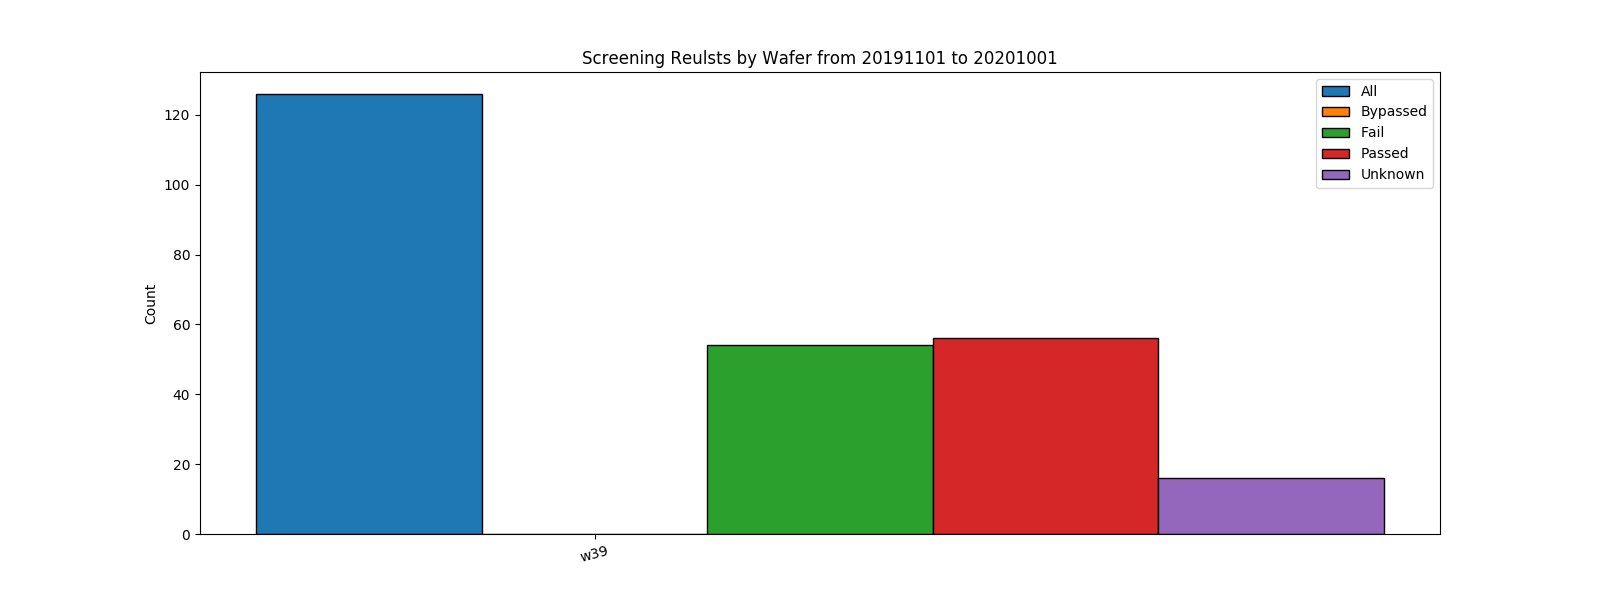 Screening Reulsts by Wafer from 20191101 to 20201001
All
Bypassed
Fail
Passed
Unknown
120
100
80
60
40
20
0
Count
w39